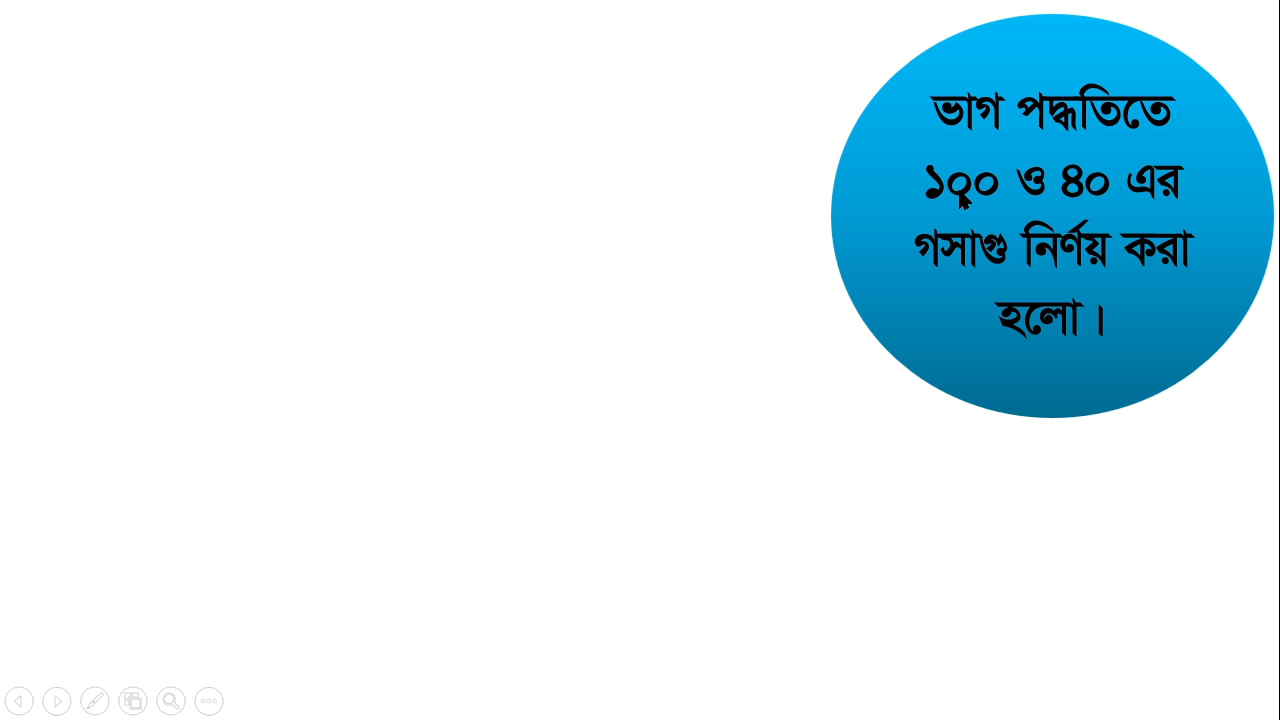 ভাগ পদ্ধতিতে
১০০ ও ৪০ এর
গসাগু নির্ণয় করা
হলো।